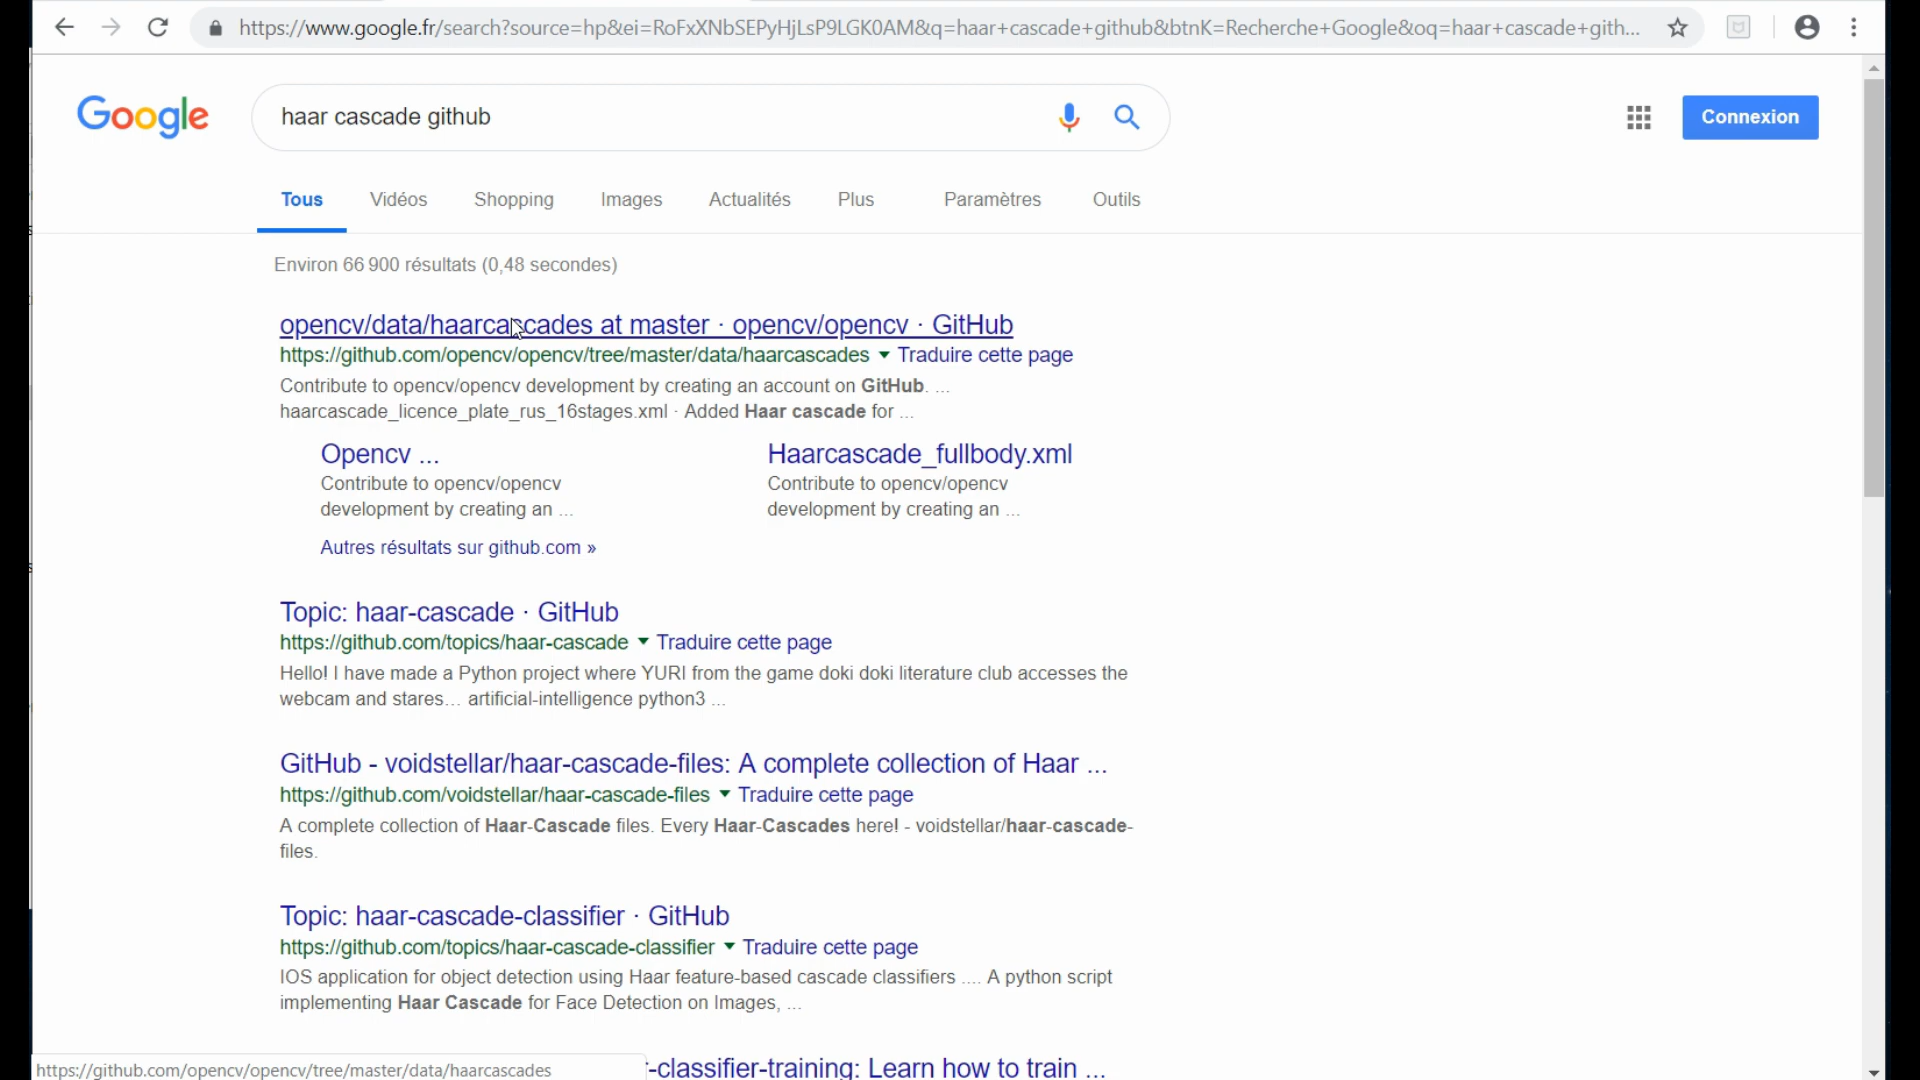 https://www.google.fr/search?source=hp&ei=RoFxXNbSEPyHjLsP9LGK0AM&q=haar+cascade+github&btnK=Recherche+Google&oq=haar+cascade+gith...
Google
haar cascade github
Connexion
Tous Vidéos Shopping Images Actualités Plus Paramètres Outils
Environ 66 900 résultats (0,48 secondes)
opencv/data/haarcascades at master · opencv/opencv · GitHub
https://github.com/opencv/opencv/tree/master/data/haarcascades Traduire cette page
Contribute to opencv/opencv development by creating an account on GitHub. ...
haarcascade_licence_plate_rus_16stages.xml · Added Haar cascade for ...
Opencv ... Haarcascade_fullbody.xml
Contribute to opencv/opencv Contribute to opencv/opencv
development by creating an ... development by creating an ...
Autres résultats sur github.com »
Topic: haar-cascade · GitHub
https://github.com/topics/haar-cascade Traduire cette page
Hello! I have made a Python project where YURI from the game doki doki literature club accesses the
webcam and stares… artificial-intelligence python3 ...
GitHub - voidstellar/haar-cascade-files: A complete collection of Haar ...
https://github.com/voidstellar/haar-cascade-files Traduire cette page
A complete collection of Haar-Cascade files. Every Haar-Cascades here! - voidstellar/haar-cascade-
files.
Topic: haar-cascade-classifier · GitHub
https://github.com/topics/haar-cascade-classifier Traduire cette page
IOS application for object detection using Haar feature-based cascade classifiers .... A python script
implementing Haar Cascade for Face Detection on Images, ...
-classifier-training: Learn how to train ...
https://github.com/opencv/opencv/tree/master/data/haarcascades